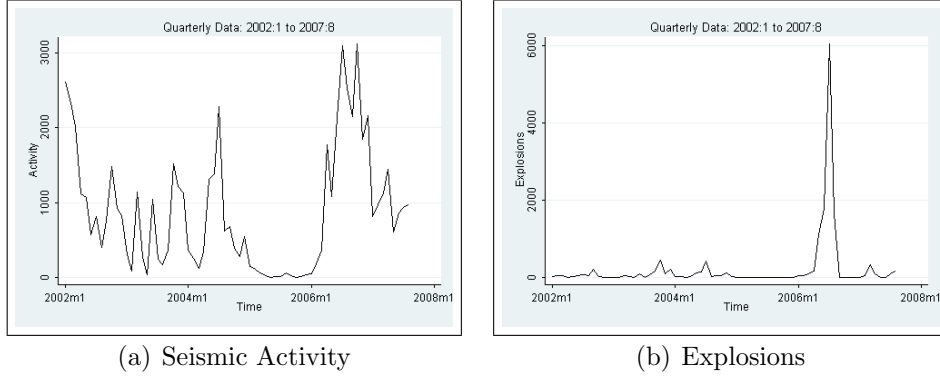 Quarterly Data: 2002:1 to 2007:8
3000
2000
1000
0
Activity
2002m1 2004m1 2006m1 2008m1
Time
(a) Seismic Activity
Quarterly Data: 2002:1 to 2007:8
6000
4000
2000
0
Explosions
2002m1 2004m1 2006m1 2008m1
Time
(b) Explosions